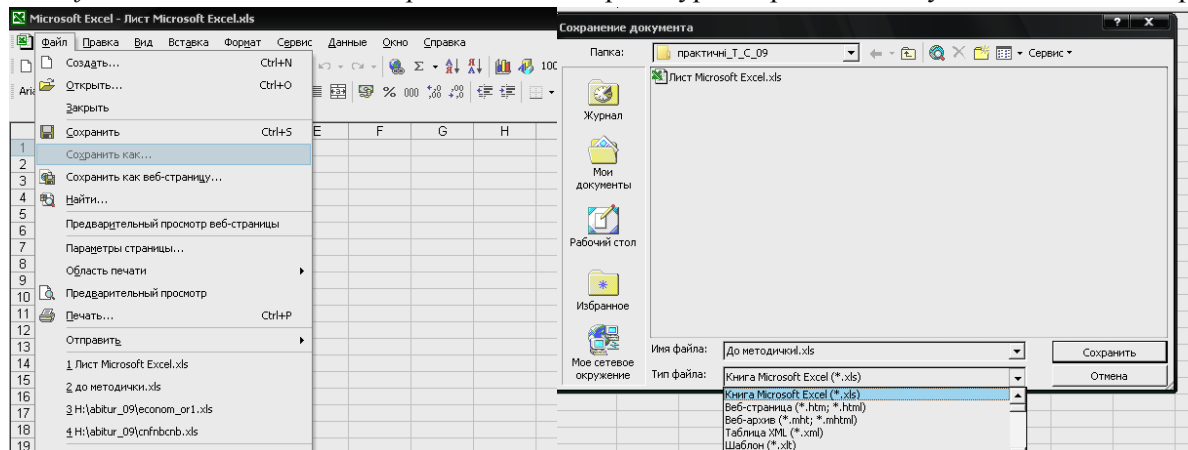 Microsoft Excel - Лист Microsoft Excel.xls
Файл Правка Вид Вставка Формат Сервис Данные Окно Справка
Создать... Ctrl+N
Открыть... Ctrl+O
Закрыть
Сохранить Ctrl+S
Сохранить как...
Сохранить как веб-страницу...
Найти...
Предварительный просмотр веб-страницы
Параметры страницы...
Область печати
Предварительный просмотр
Печать... Ctrl+P
Отправить
1 Лист Microsoft Excel.xls
2 до методички.xls
3 H:\abitur_09\econom_or1.xls
4 H:\abitur_09\cnfnbcnb.xls
Σ
100
% 000
E F G H
1
2
3
4
5
6
7
8
9
10
11
12
13
14
15
16
17
18
19
Сохранение документа ? X
Папка: практичні_T_C_09 Сервис
Лист Microsoft Excel.xls
Журнал
Мои документы
Рабочий стол
Избранное
Мое сетевое окружение
Имя файла: До методичкиl.xls Сохранить
Тип файла: Книга Microsoft Excel (*.xls) Отмена
Книга Microsoft Excel (*.xls)
Веб-страница (*.htm; *.html)
Веб-архив (*.mht; *.mhtml)
Таблица XML (*.xml)
Шаблон (*.xlt)